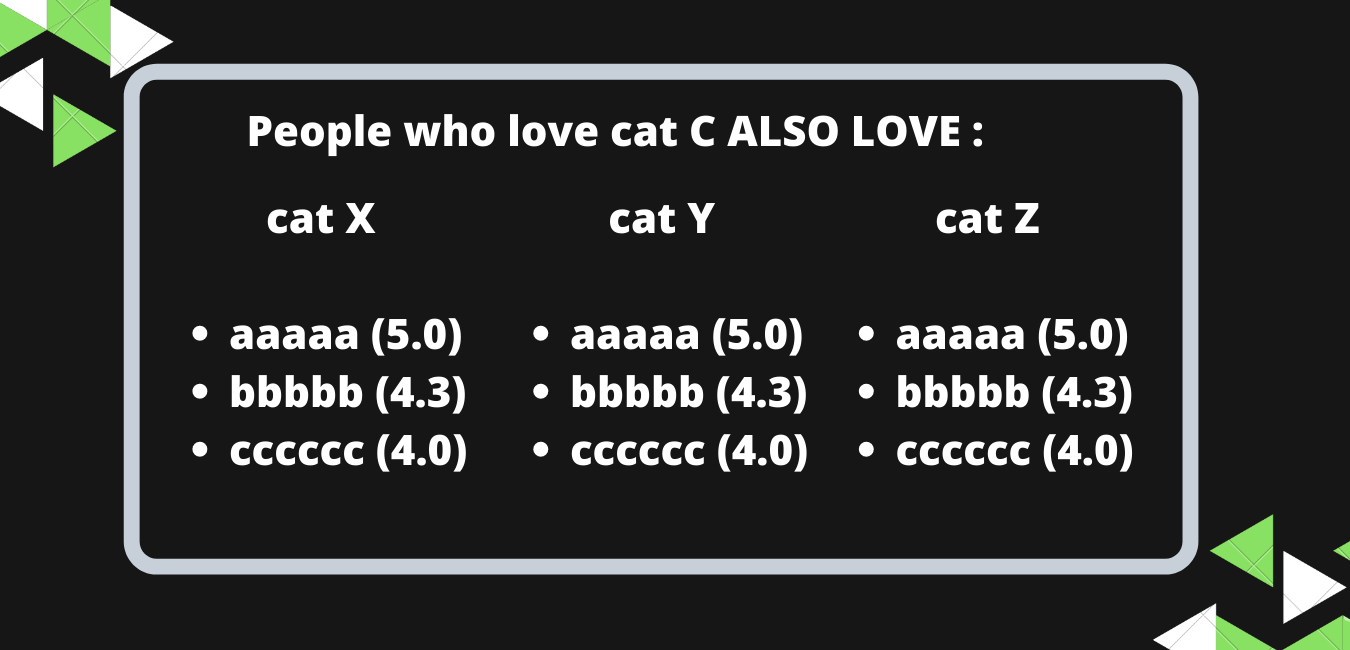 People who love cat C ALSO LOVE :
cat X cat Y cat Z
• aaaaa (5.0) • aaaaa (5.0) • aaaaa (5.0)
• bbbbb (4.3) • bbbbb (4.3) • bbbbb (4.3)
• cccccc (4.0) • cccccc (4.0) • cccccc (4.0)